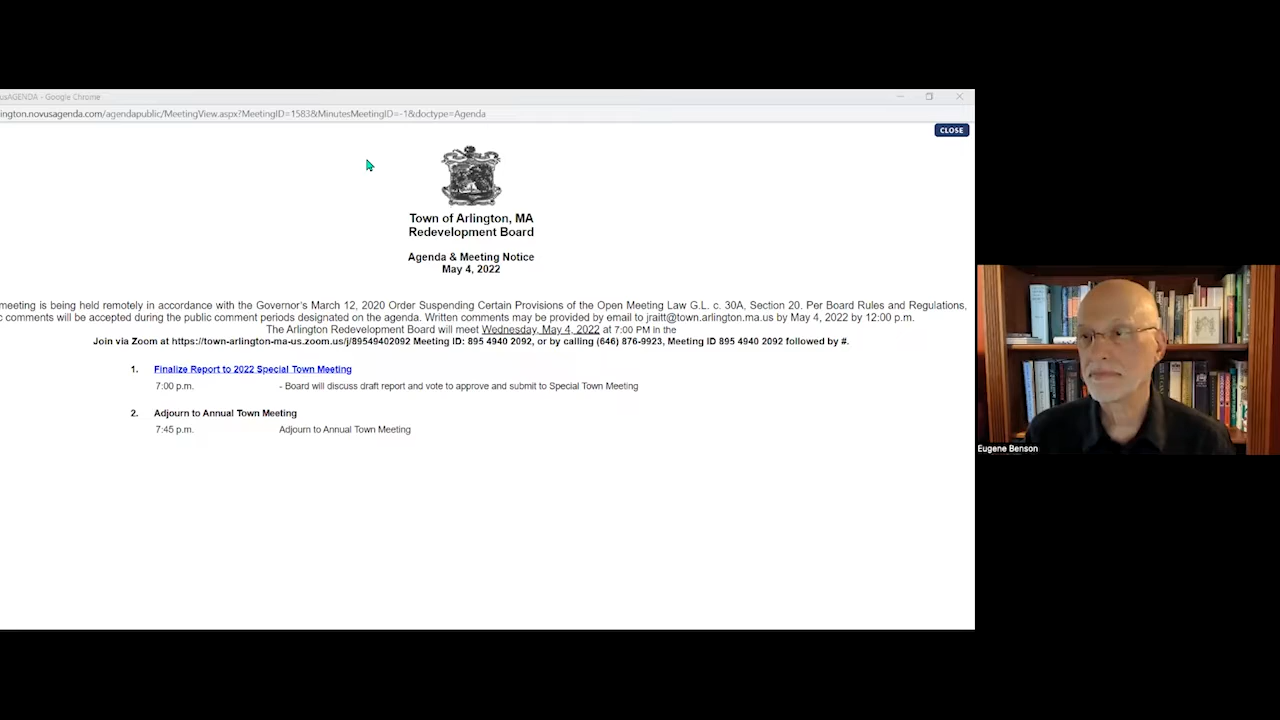 usAGENDA - Google Chrome
ington.novusagenda.com/agendapublic/MeetingView.aspx?MeetingID=1583&MinutesMeetingID=-1&doctype=Agenda
CLOSE
Town of Arlington, MA
Redevelopment Board
Agenda & Meeting Notice
May 4, 2022
meeting is being held remotely in accordance with the Governor's March 12, 2020 Order Suspending Certain Provisions of the Open Meeting Law G.L. c. 30A, Section 20. Per Board Rules and Regulations,
c comments will be accepted during the public comment periods designated on the agenda. Written comments may be provided by email to jraitt@town.arlington.ma.us by May 4, 2022 by 12:00 p.m.
The Arlington Redevelopment Board will meet Wednesday, May 4, 2022 at 7:00 PM in the
Join via Zoom at https://town-arlington-ma-us.zoom.us/j/89549402092 Meeting ID: 895 4940 2092, or by calling (646) 876-9923, Meeting ID 895 4940 2092 followed by #.
1. Finalize Report to 2022 Special Town Meeting
7:00 p.m. - Board will discuss draft report and vote to approve and submit to Special Town Meeting
2. Adjourn to Annual Town Meeting
7:45 p.m. Adjourn to Annual Town Meeting
Eugene Benson